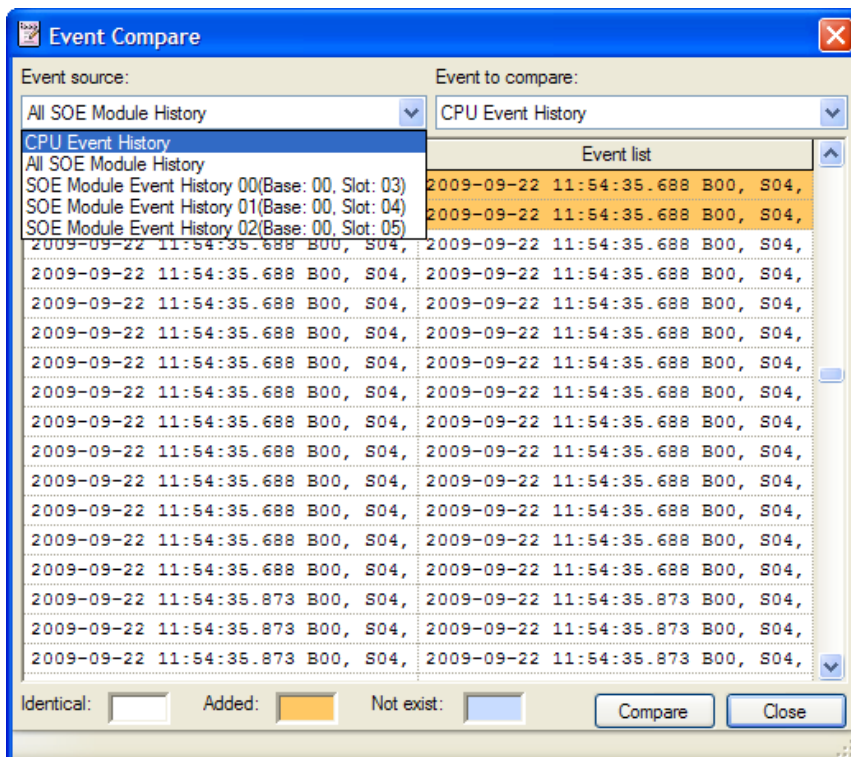 Event Compare
Event source:
Event to compare:
All SOE Module History
CPU Event History
CPU Event History
All SOE Module History
SOE Module Event History 00(Base: 00, Slot: 03)
SOE Module Event History 01(Base: 00, Slot: 04)
SOE Module Event History 02(Base: 00, Slot: 05)
Event list
2009-09-22 11:54:35.688 B00, S04,
2009-09-22 11:54:35.688 B00, S04,
2009-09-22 11:54:35.688 B00, S04, 2009-09-22 11:54:35.688 B00, S04,
2009-09-22 11:54:35.688 B00, S04, 2009-09-22 11:54:35.688 B00, S04,
2009-09-22 11:54:35.688 B00, S04, 2009-09-22 11:54:35.688 B00, S04,
2009-09-22 11:54:35.688 B00, S04, 2009-09-22 11:54:35.688 B00, S04,
2009-09-22 11:54:35.688 B00, S04, 2009-09-22 11:54:35.688 B00, S04,
2009-09-22 11:54:35.688 B00, S04, 2009-09-22 11:54:35.688 B00, S04,
2009-09-22 11:54:35.688 B00, S04, 2009-09-22 11:54:35.688 B00, S04,
2009-09-22 11:54:35.688 B00, S04, 2009-09-22 11:54:35.688 B00, S04,
2009-09-22 11:54:35.688 B00, S04, 2009-09-22 11:54:35.688 B00, S04,
2009-09-22 11:54:35.688 B00, S04, 2009-09-22 11:54:35.688 B00, S04,
2009-09-22 11:54:35.688 B00, S04, 2009-09-22 11:54:35.688 B00, S04,
2009-09-22 11:54:35.688 B00, S04, 2009-09-22 11:54:35.688 B00, S04,
2009-09-22 11:54:35.873 B00, S04, 2009-09-22 11:54:35.873 B00, S04,
2009-09-22 11:54:35.873 B00, S04, 2009-09-22 11:54:35.873 B00, S04,
2009-09-22 11:54:35.873 B00, S04, 2009-09-22 11:54:35.873 B00, S04,
Identical: Added: Not exist: Compare Close